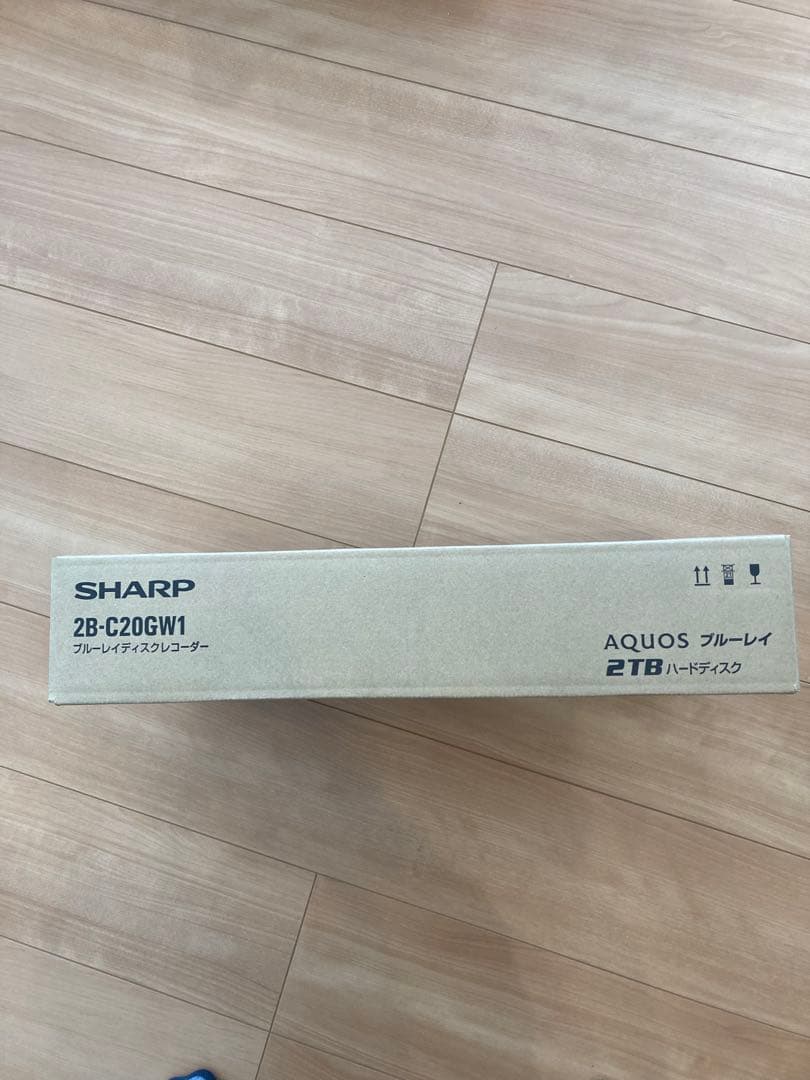 SHARP
2B-C20GW1
ブルーレイディスクレコーダー
AQUOS ブルーレイ
2TB ハードディスク